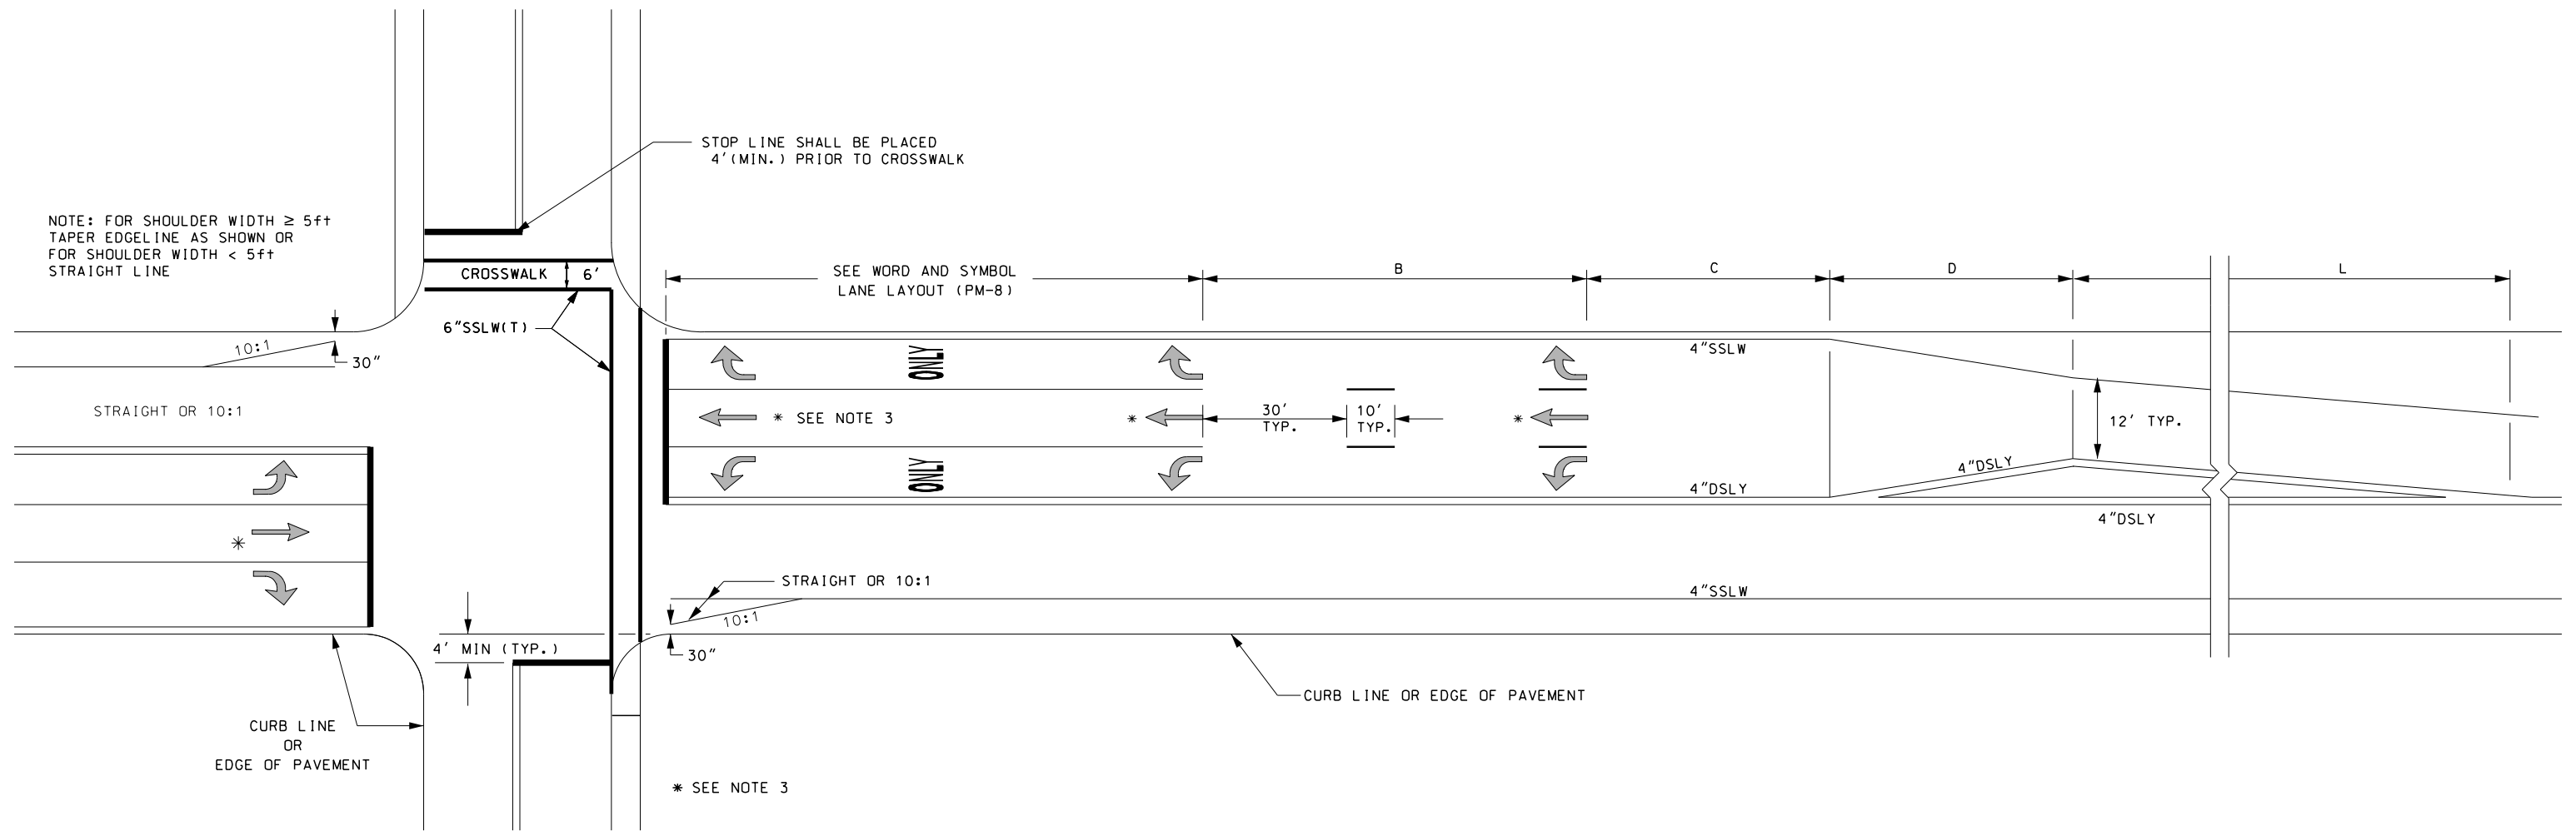 STOP LINE SHALL BE PLACED
4'(MIN.) PRIOR TO CROSSWALK
NOTE: FOR SHOULDER WIDTH ≥ 5ft
TAPER EDGELINE AS SHOWN OR
FOR SHOULDER WIDTH < 5ft
STRAIGHT LINE
CROSSWALK 6'
SEE WORD AND SYMBOL
LANE LAYOUT (PM-8)
B
C
D
L
6"SSLW(T)
10:1
30"
4"SSLW
ONLY
STRAIGHT OR 10:1
* SEE NOTE 3
*
30'
TYP.
10'
TYP.
*
12' TYP.
ONLY
4"DSLY
4"DSLY
4"DSLY
*
STRAIGHT OR 10:1
4"SSLW
10:1
4' MIN (TYP.)
30"
CURB LINE OR EDGE OF PAVEMENT
CURB LINE
OR
EDGE OF PAVEMENT
* SEE NOTE 3